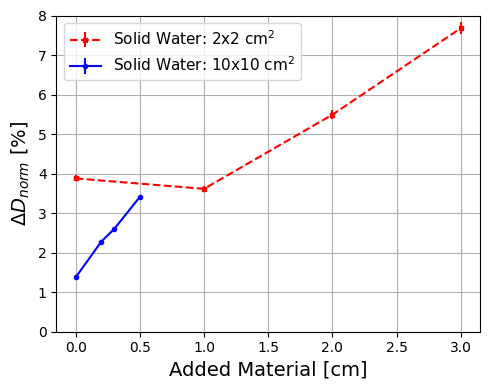 Solid Water: 2x2 cm²
Solid Water: 10x10 cm²
8
7
6
5
4
3
2
1
0
ΔD_norm [%]
0.0 0.5 1.0 1.5 2.0 2.5 3.0
Added Material [cm]